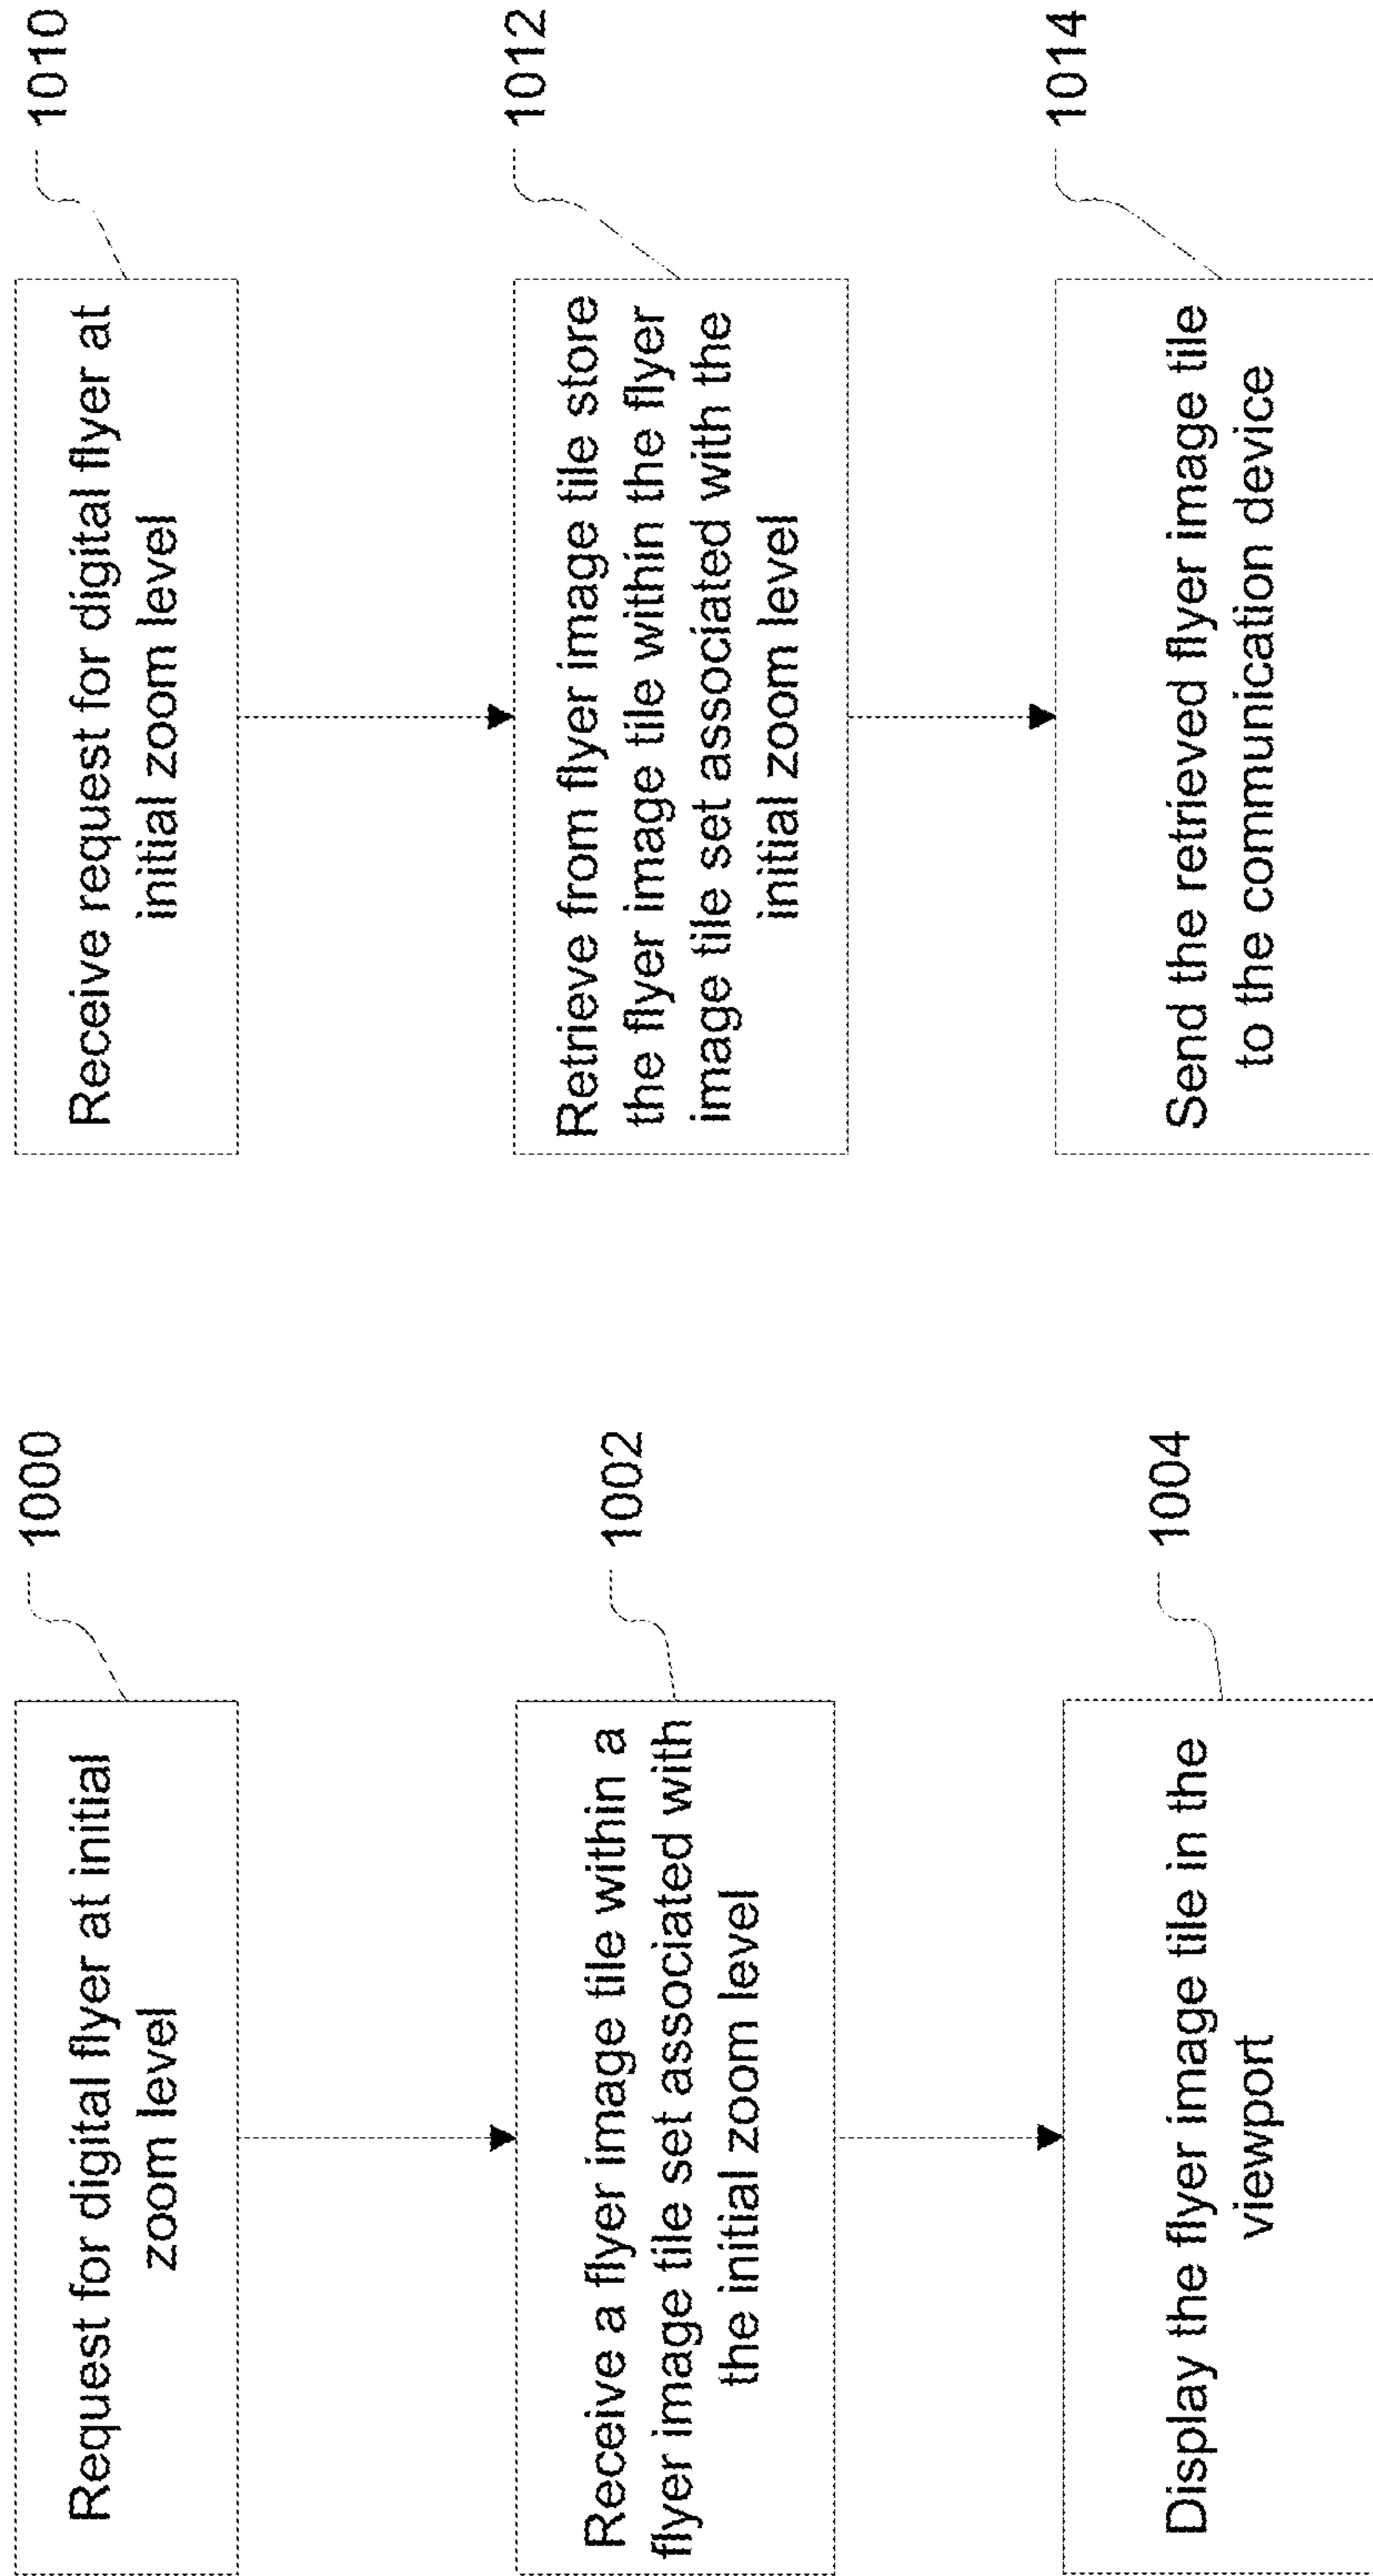 Request for digital flyer at initial
zoom level
1000
Receive a flyer image tile within a
flyer image tile set associated with
the initial zoom level
1002
Display the flyer image tile in the
viewport
1004
Receive request for digital flyer at
initial zoom level
1010
Retrieve from flyer image tile store
the flyer image tile within the flyer
image tile set associated with the
initial zoom level
1012
Send the retrieved flyer image tile
to the communication device
1014